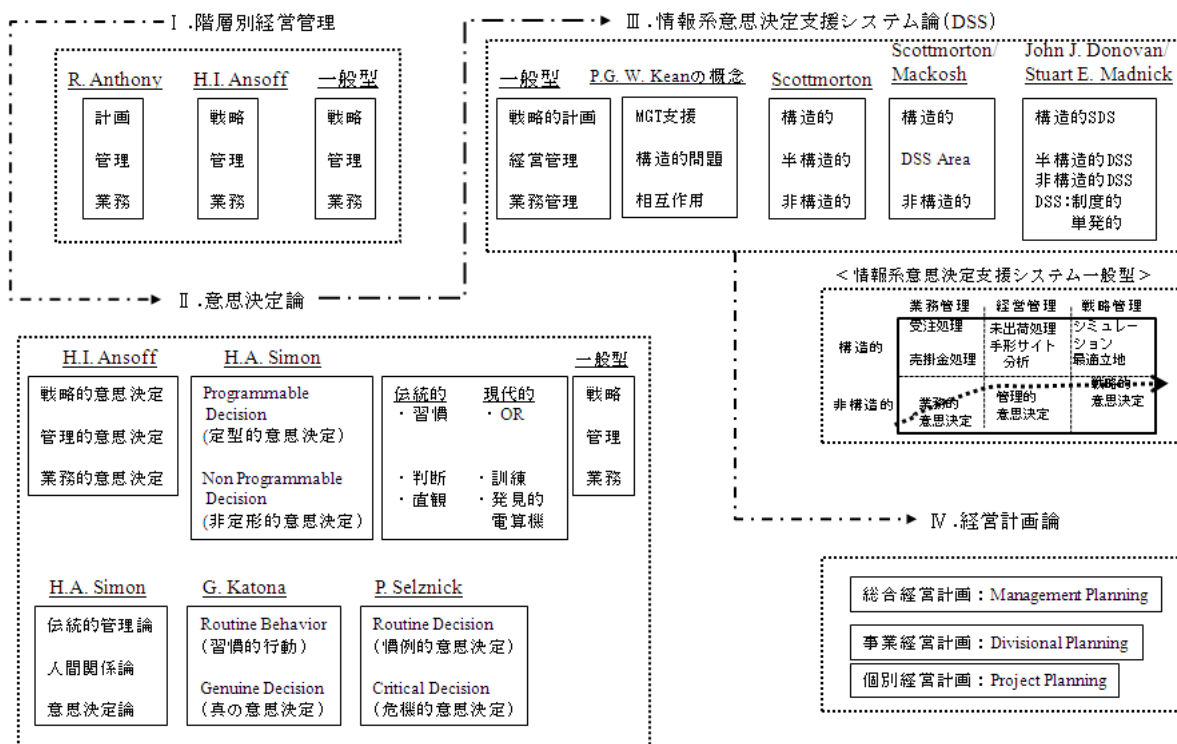 Ⅰ.階層別経営管理
R. Anthony
計画
管理
業務
H.I. Ansoff
戦略
管理
業務
一般型
戦略
管理
業務
Ⅱ.意思決定論
H.I. Ansoff
戦略的意思決定
管理的意思決定
業務的意思決定
H.A. Simon
Programmable
Decision
(定型的意思決定)
Non Programmable
Decision
(非定形的意思決定)
伝統的
・習慣
・判断
・直観
現代的
・OR
・訓練
・発見的
電算機
一般型
戦略
管理
業務
H.A. Simon
伝統的管理論
人間関係論
意思決定論
G. Katona
Routine Behavior
(習慣的行動)
Genuine Decision
(真の意思決定)
P. Selznick
Routine Decision
(慣例的意思決定)
Critical Decision
(危機的意思決定)
Ⅲ.情報系意思決定支援システム論(DSS)
一般型
戦略的計画
経営管理
業務管理
P.G. W. Keanの概念
MGT支援
構造的問題
相互作用
Scottmorton
構造的
半構造的
非構造的
Scottmorton/
Mackosh
構造的
DSS Area
非構造的
John J. Donovan/
Stuart E. Madnick
構造的SDS
半構造的DSS
非構造的DSS
DSS:制度的
単発的
<情報系意思決定支援システム一般型>
業務管理 経営管理 戦略管理
構造的
受注処理
売掛金処理
未出荷処理
手形サイト
分析
シミュレー
ション
最適立地
非構造的
業務的
意思決定
管理的
意思決定
戦略的
意思決定
Ⅳ.経営計画論
総合経営計画:Management Planning
事業経営計画:Divisional Planning
個別経営計画:Project Planning